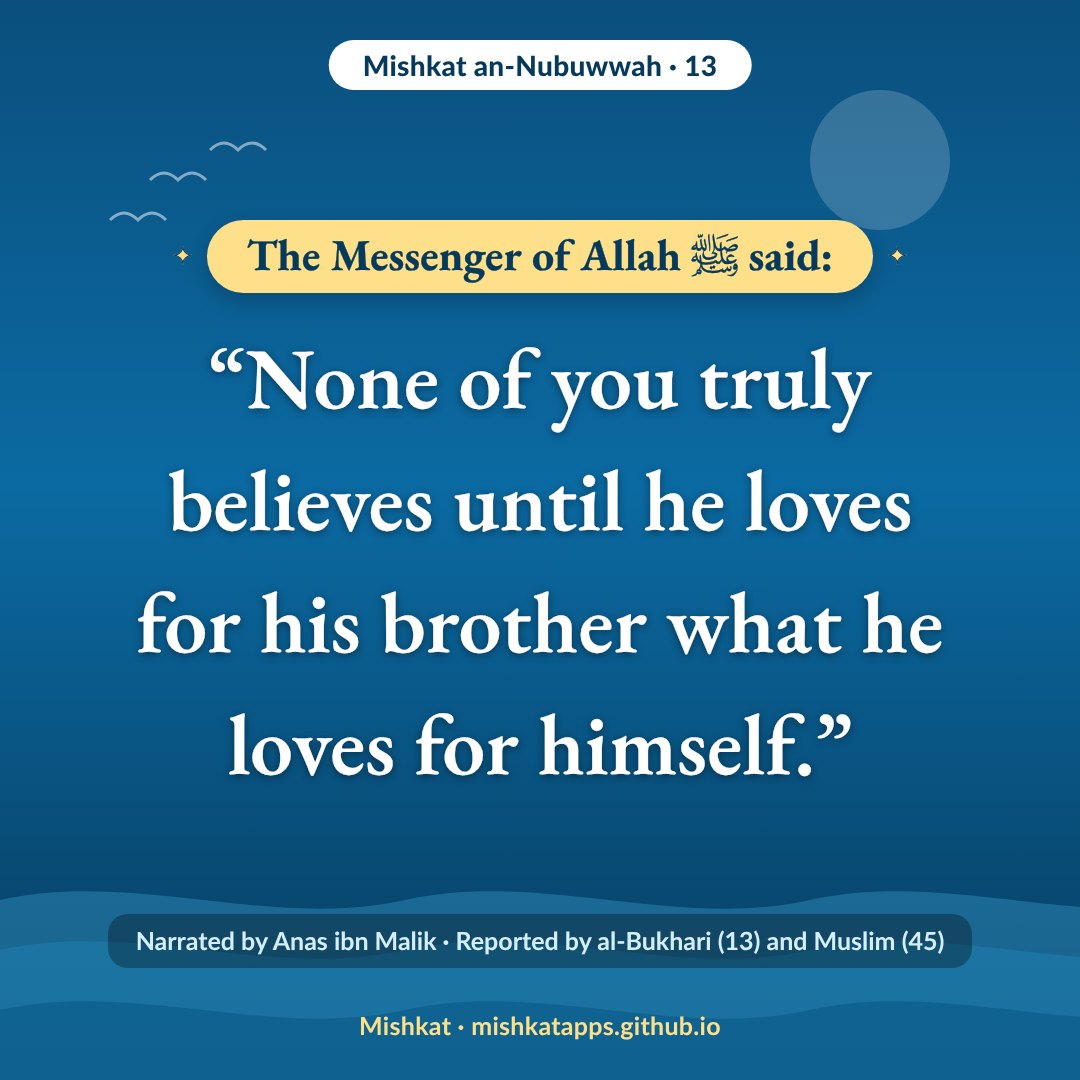 Mishkat an-Nubuwwah · 13
The Messenger of Allah ﷺ said:
“None of you truly
believes until he loves
for his brother what he
loves for himself.”
Narrated by Anas ibn Malik · Reported by al-Bukhari (13) and Muslim (45)
Mishkat · mishkatapps.github.io